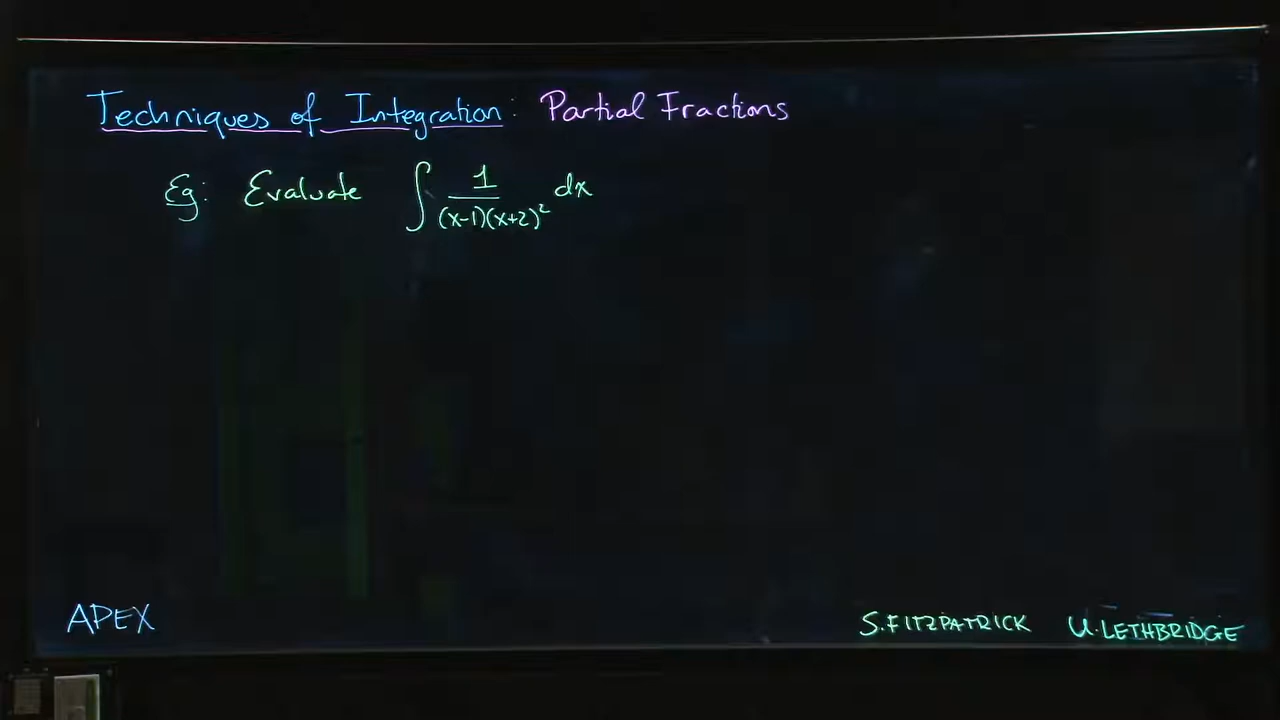 Techniques of Integration: Partial Fractions
Eg: Evaluate ∫ 1/((x-1)(x+2)²) dx
APEX
S.FITZPATRICK U.LETHBRIDGE